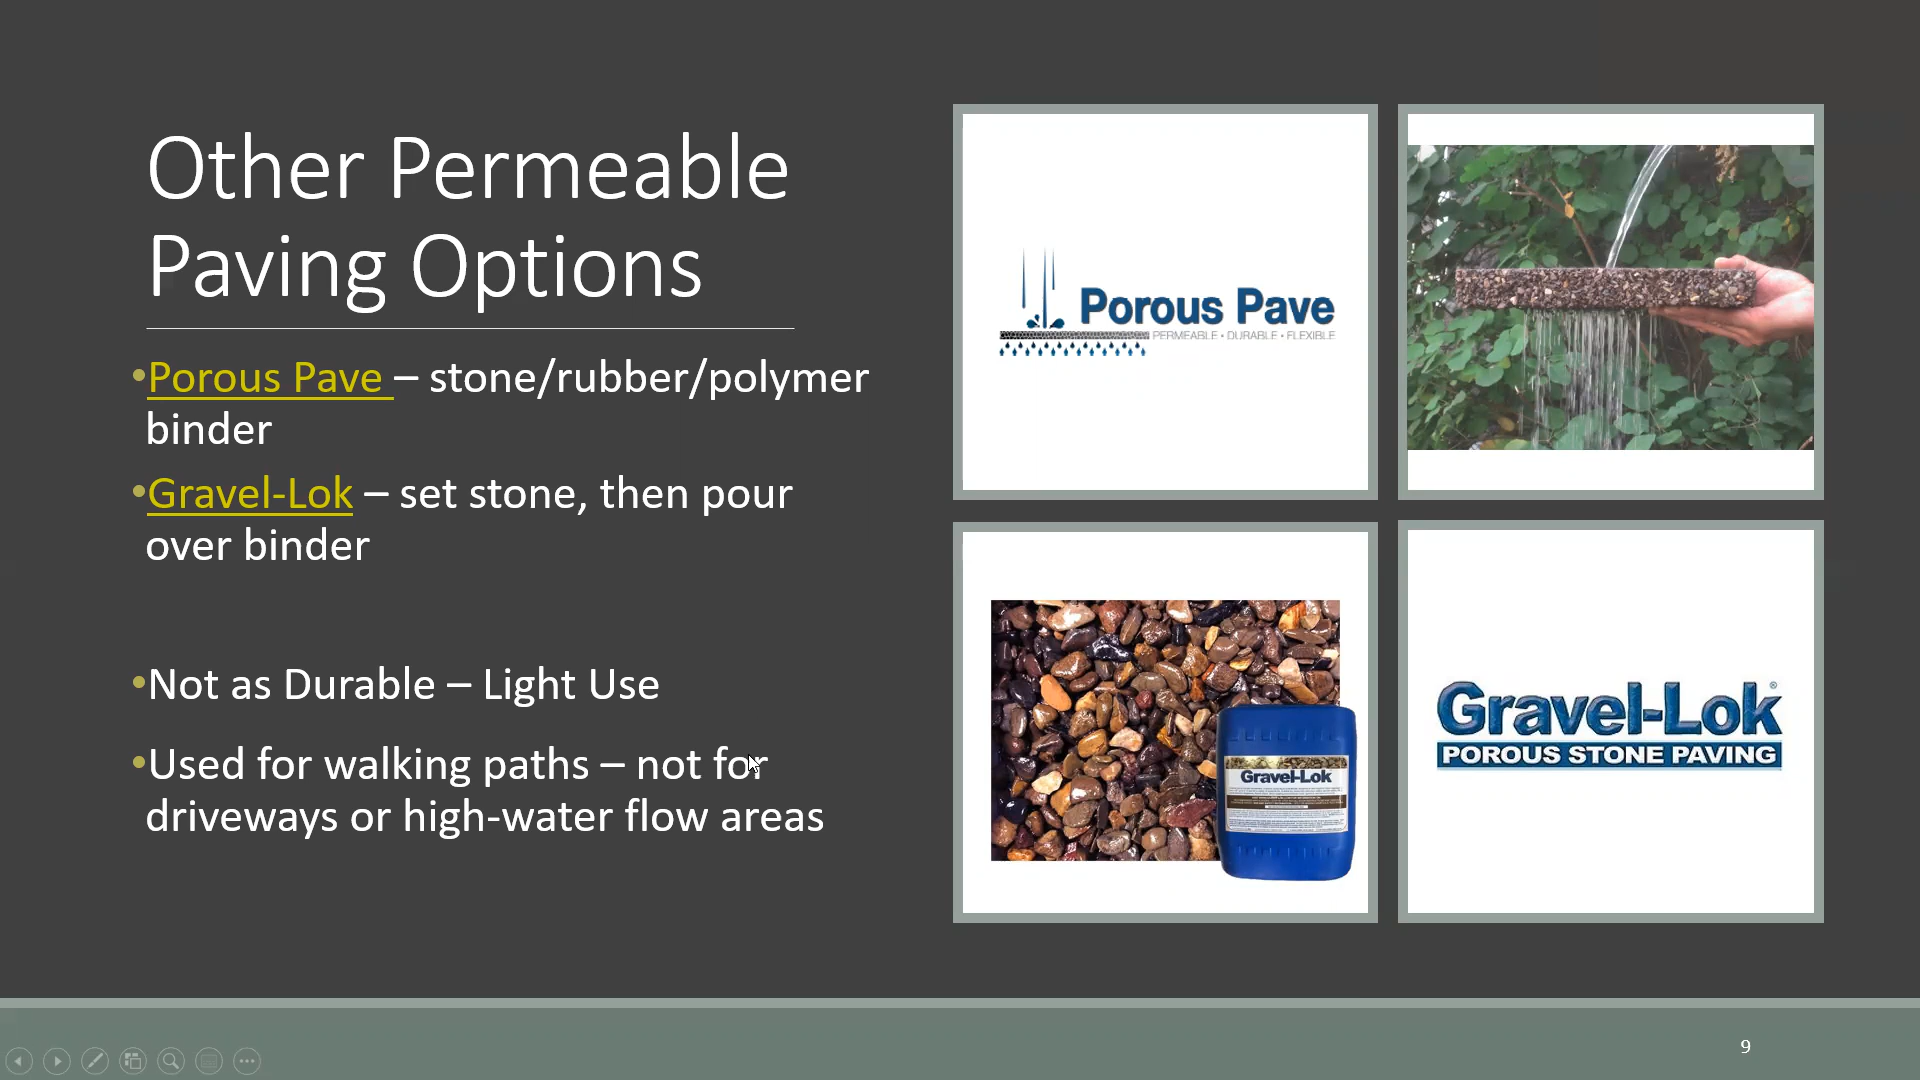 Other Permeable
Paving Options
•Porous Pave – stone/rubber/polymer
binder
•Gravel-Lok – set stone, then pour
over binder
•Not as Durable – Light Use
•Used for walking paths – not for
driveways or high-water flow areas
Porous Pave
PERMEABLE • DURABLE • FLEXIBLE
Gravel-Lok
Gravel-Lok®
POROUS STONE PAVING
9